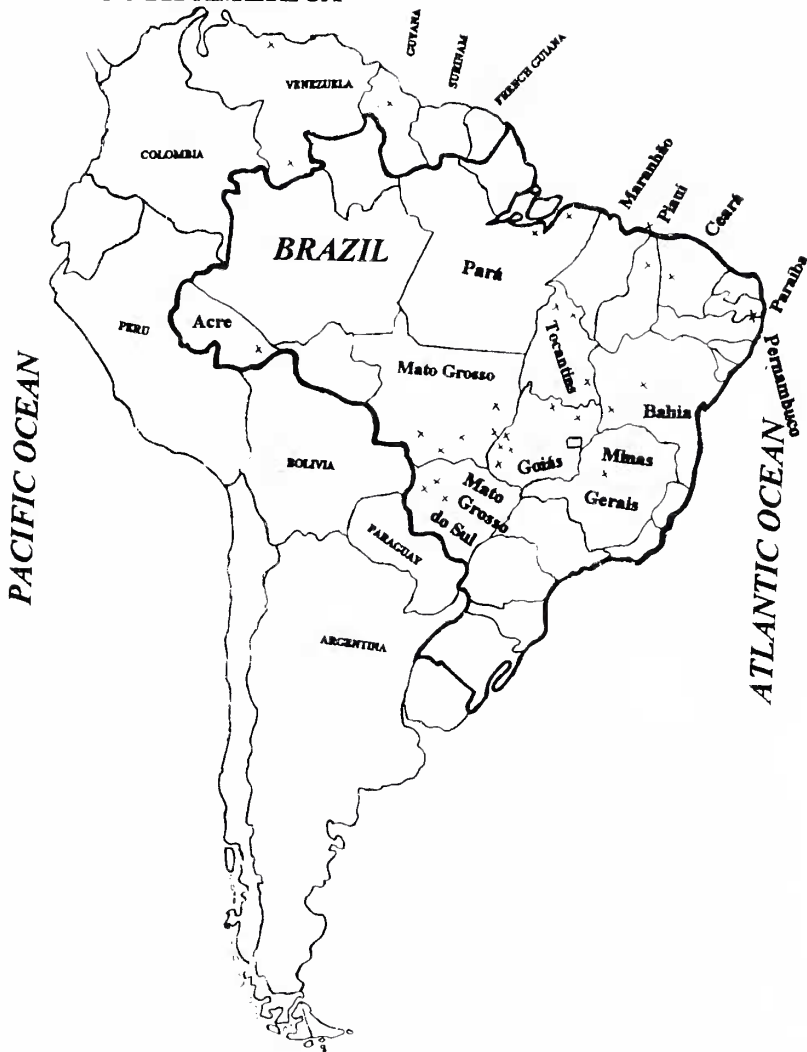 GUYANA
SURINAM
FRENCH GUIANA
VENEZUELA
COLOMBIA
Maranhão
Piauí
Ceará
BRAZIL
Pará
Paraíba
Acre
PERU
Tocantins
Mato Grosso
Pernambuco
PACIFIC OCEAN
Bahia
BOLIVIA
Goiás
Minas
Gerais
Mato
Grosso
do Sul
PARAGUAY
ATLANTIC OCEAN
ARGENTINA